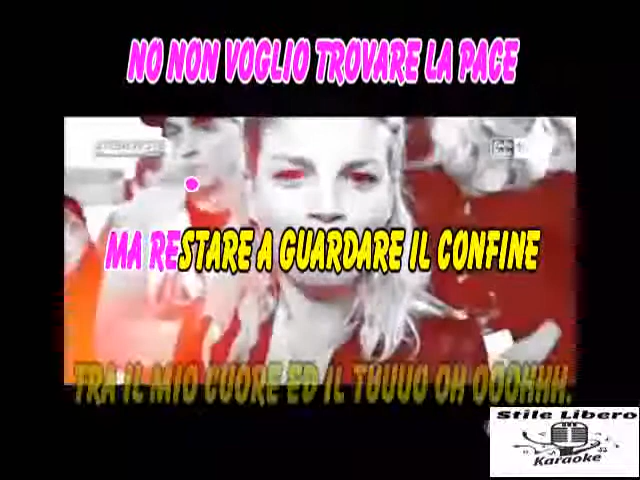 NO NON VOGLIO TROVARE LA PACE
MA RESTARE A GUARDARE IL CONFINE
TRA IL MIO CUORE ED IL TUUUO OH OOOHHH.
Stile Libero
Karaoke